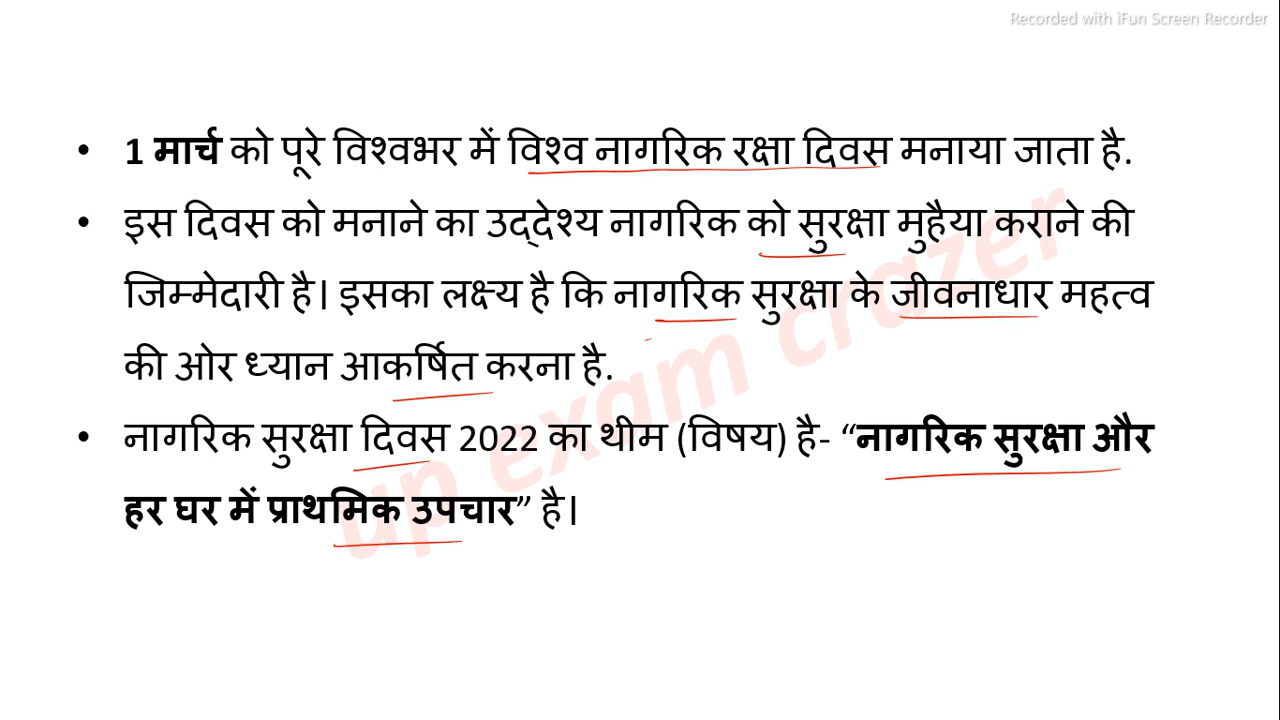 Recorded with iFun Screen Recorder
• 1 मार्च को पूरे विश्वभर में विश्व नागरिक रक्षा दिवस मनाया जाता है.
• इस दिवस को मनाने का उद्देश्य नागरिक को सुरक्षा मुहैया कराने की
जिम्मेदारी है। इसका लक्ष्य है कि नागरिक सुरक्षा के जीवनाधार महत्व
की ओर ध्यान आकर्षित करना है.
• नागरिक सुरक्षा दिवस 2022 का थीम (विषय) है- “नागरिक सुरक्षा और
हर घर में प्राथमिक उपचार” है।
up exam crazer